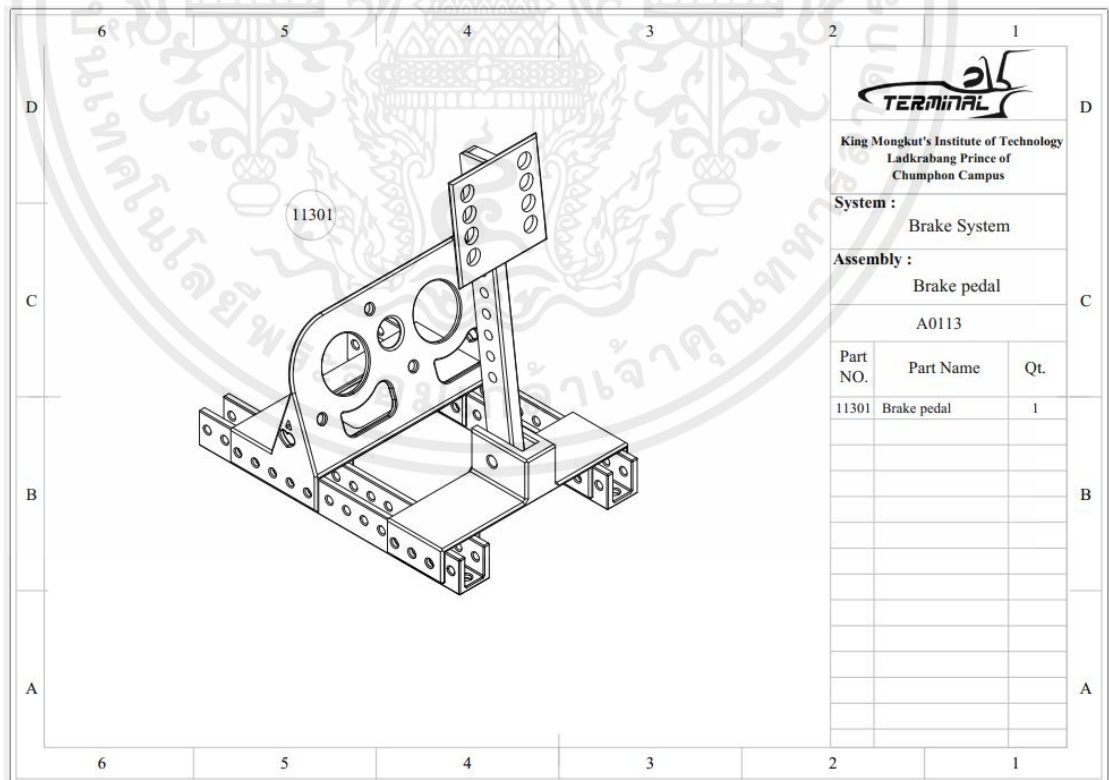 6 5 4 3 2 1
D
C
B
A
11301
TERMINAL
King Mongkut's Institute of Technology
Ladkrabang Prince of
Chumphon Campus
System :
Brake System
Assembly :
Brake pedal
A0113
Part NO. Part Name Qt.
11301 Brake pedal 1
D
C
B
A
6 5 4 3 2 1